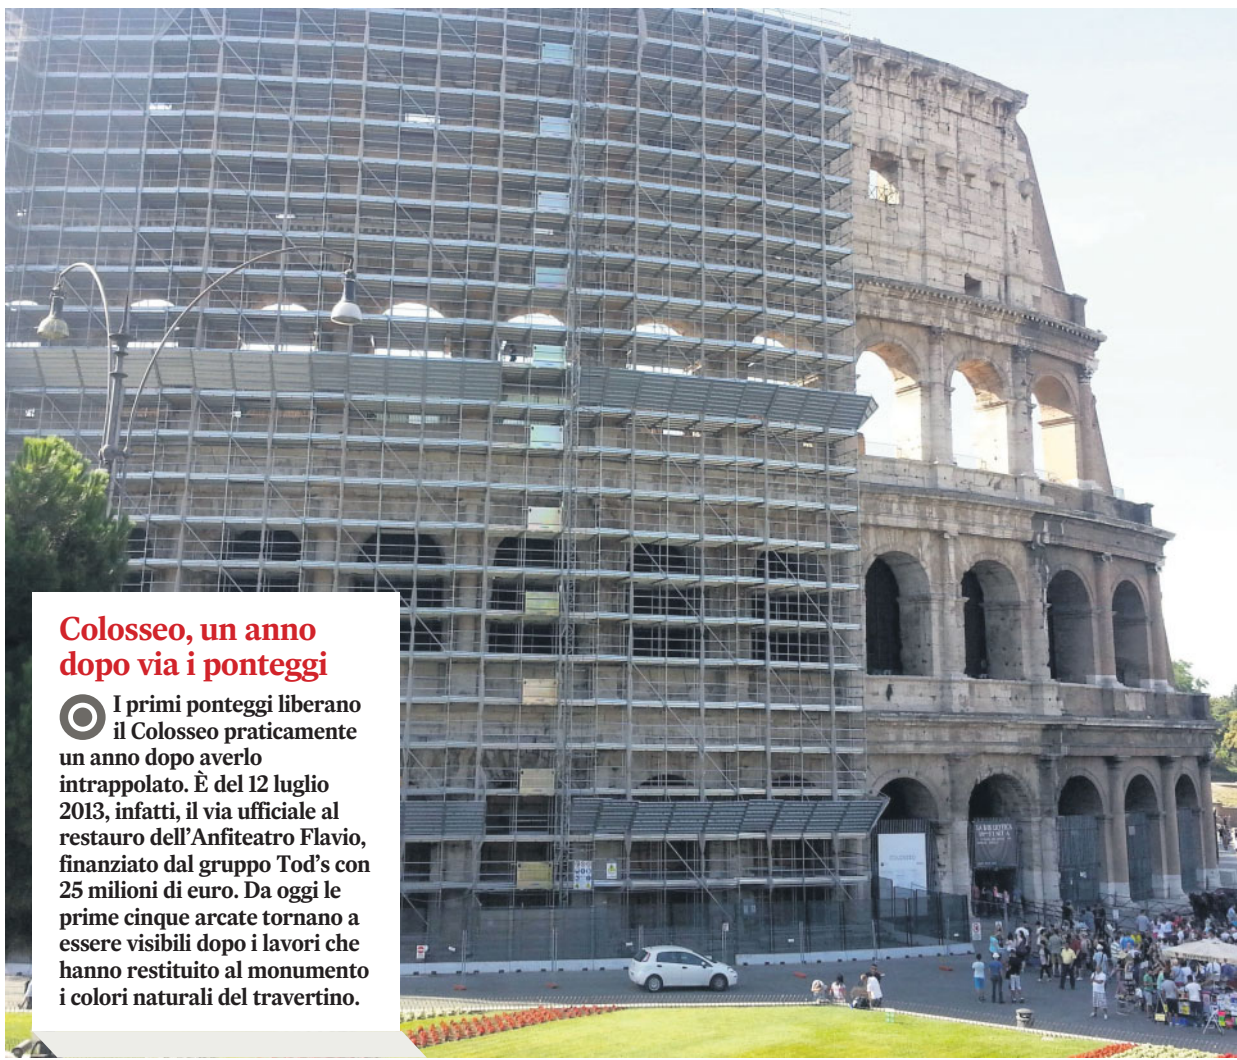 Colosseo, un anno
dopo via i ponteggi
I primi ponteggi liberano
il Colosseo praticamente
un anno dopo averlo
intrappolato. È del 12 luglio
2013, infatti, il via ufficiale al
restauro dell'Anfiteatro Flavio,
finanziato dal gruppo Tod's con
25 milioni di euro. Da oggi le
prime cinque arcate tornano a
essere visibili dopo i lavori che
hanno restituito al monumento
i colori naturali del travertino.
LA BIBLIOTECA